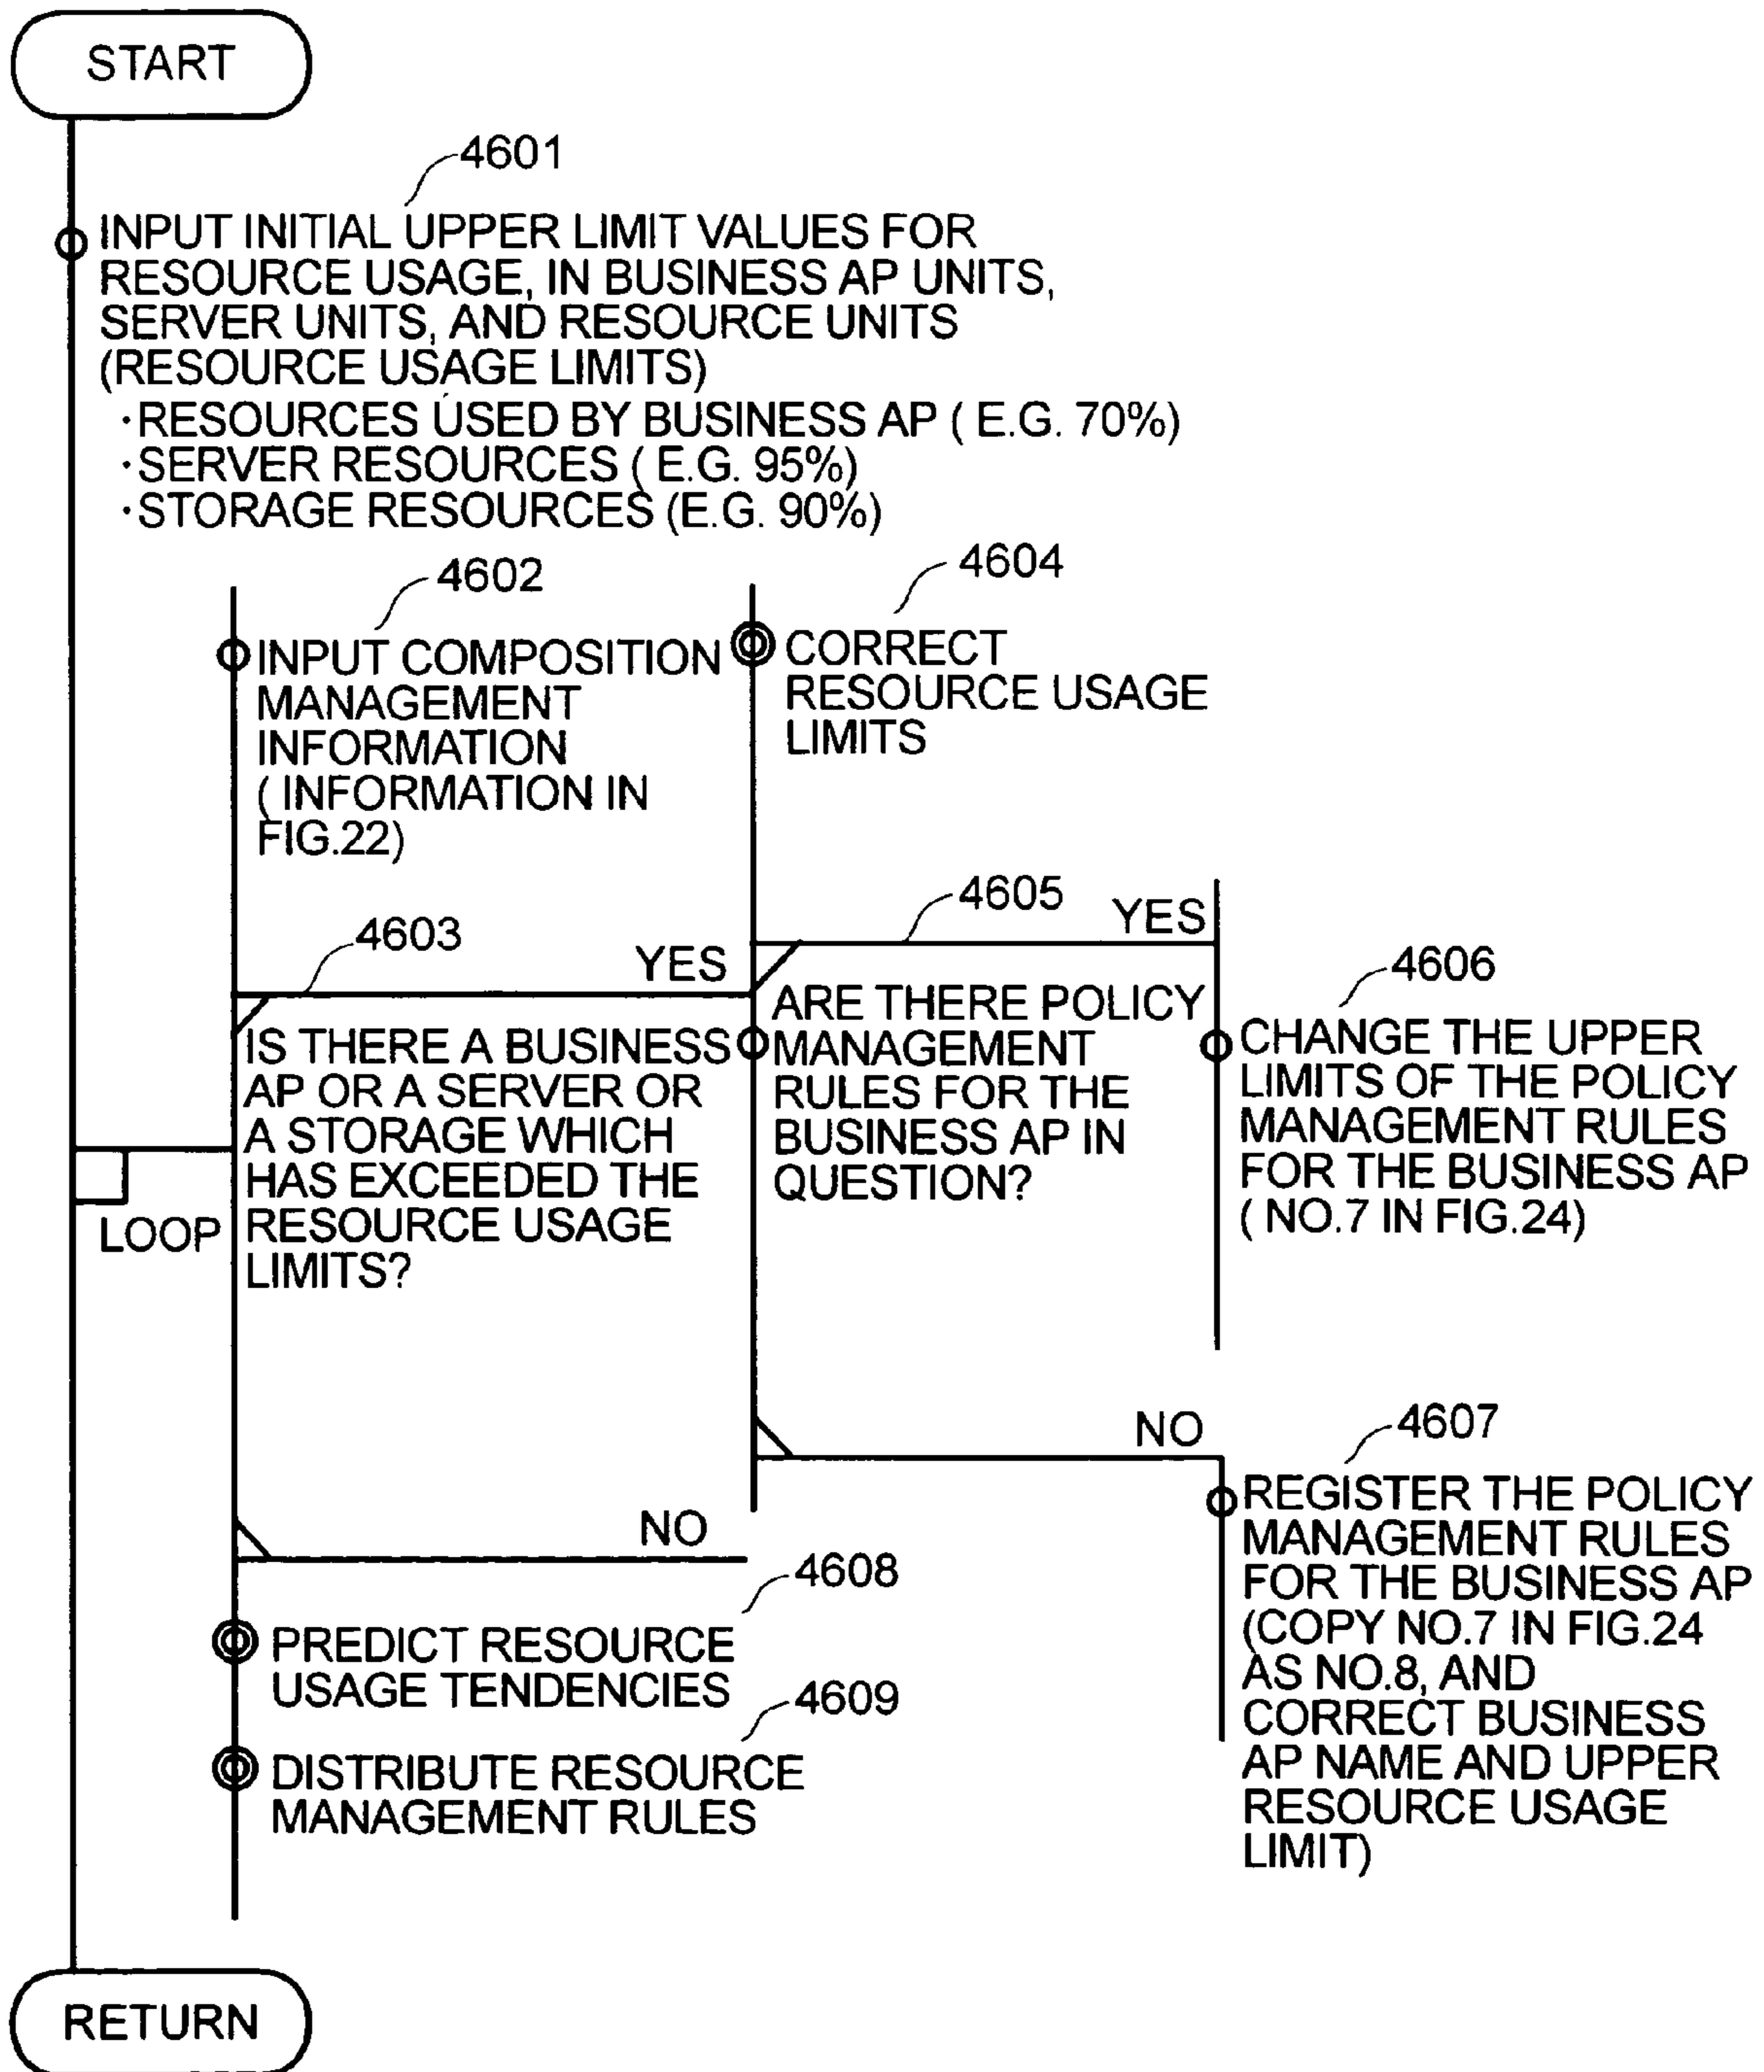 START
4601
INPUT INITIAL UPPER LIMIT VALUES FOR
RESOURCE USAGE, IN BUSINESS AP UNITS,
SERVER UNITS, AND RESOURCE UNITS
(RESOURCE USAGE LIMITS)
·RESOURCES USED BY BUSINESS AP ( E.G. 70%)
·SERVER RESOURCES ( E.G. 95%)
·STORAGE RESOURCES (E.G. 90%)
4602
INPUT COMPOSITION
MANAGEMENT
INFORMATION
( INFORMATION IN
FIG.22)
4604
CORRECT
RESOURCE USAGE
LIMITS
4603
YES
IS THERE A BUSINESS
AP OR A SERVER OR
A STORAGE WHICH
HAS EXCEEDED THE
RESOURCE USAGE
LIMITS?
LOOP
4605
YES
ARE THERE POLICY
MANAGEMENT
RULES FOR THE
BUSINESS AP IN
QUESTION?
4606
CHANGE THE UPPER
LIMITS OF THE POLICY
MANAGEMENT RULES
FOR THE BUSINESS AP
( NO.7 IN FIG.24)
NO
4607
REGISTER THE POLICY
MANAGEMENT RULES
FOR THE BUSINESS AP
(COPY NO.7 IN FIG.24
AS NO.8, AND
CORRECT BUSINESS
AP NAME AND UPPER
RESOURCE USAGE
LIMIT)
NO
4608
PREDICT RESOURCE
USAGE TENDENCIES
4609
DISTRIBUTE RESOURCE
MANAGEMENT RULES
RETURN